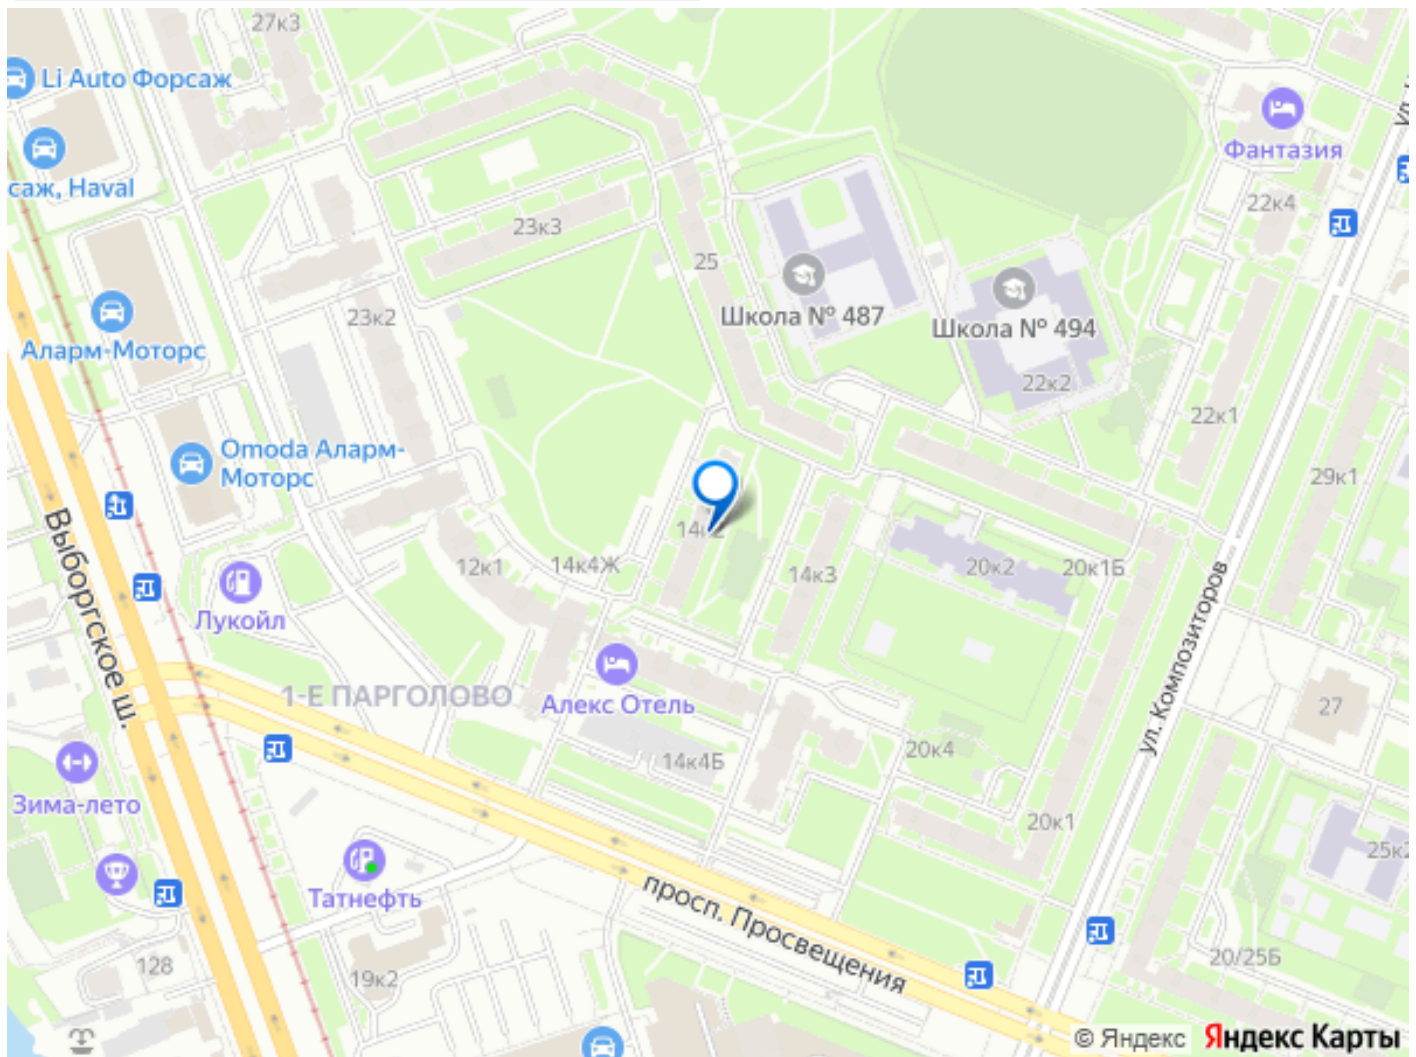 27к3
Li Auto Форсаж
Фантазия
саж, Haval
22к4
23к3
25
Школа № 487
Школа № 494
23к2
Аларм-Моторс
22к2
22к1
Omoda Аларм-
Моторс
29к1
14к2
Выборгское ш.
12к1
14к4Ж
14к3
20к2
20к1Б
Лукойл
ул. Композиторов
1-Е ПАРГОЛОВО
Алекс Отель
27
20к4
14к4Б
Зима-лето
20к1
25к2
Татнефть
просп. Просвещения
128
19к2
20/25Б
© Яндекс Яндекс Карты